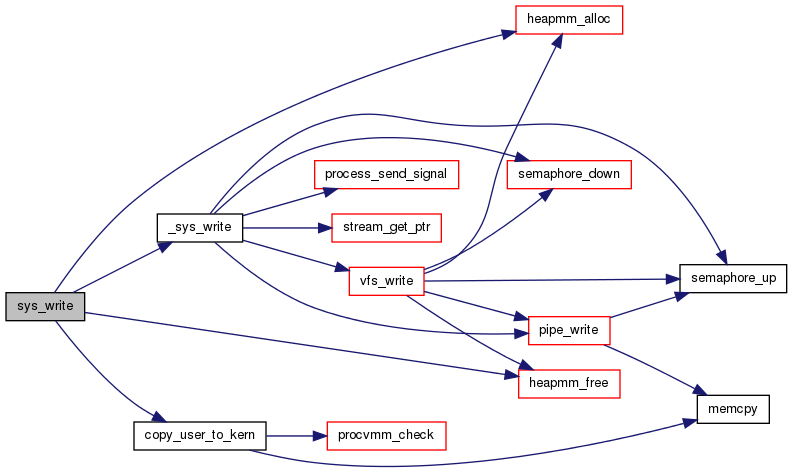 heapmm_alloc
process_send_signal
semaphore_down
_sys_write
stream_get_ptr
vfs_write
semaphore_up
sys_write
pipe_write
heapmm_free
memcpy
copy_user_to_kern
procvmm_check